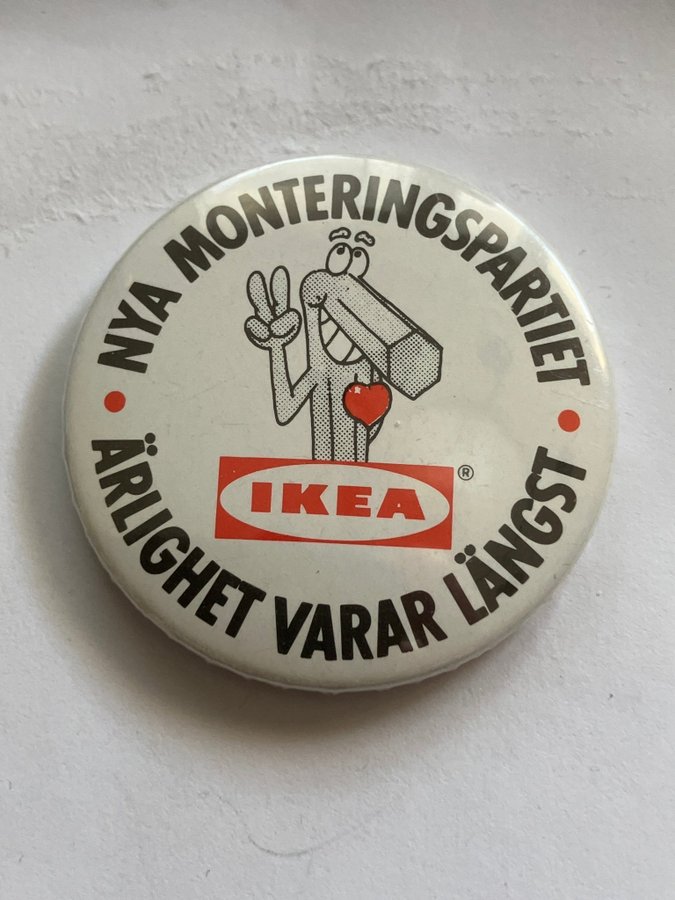 • NYA MONTERINGSPARTIET •
IKEA®
ÄRLIGHET VARAR LÄNGST